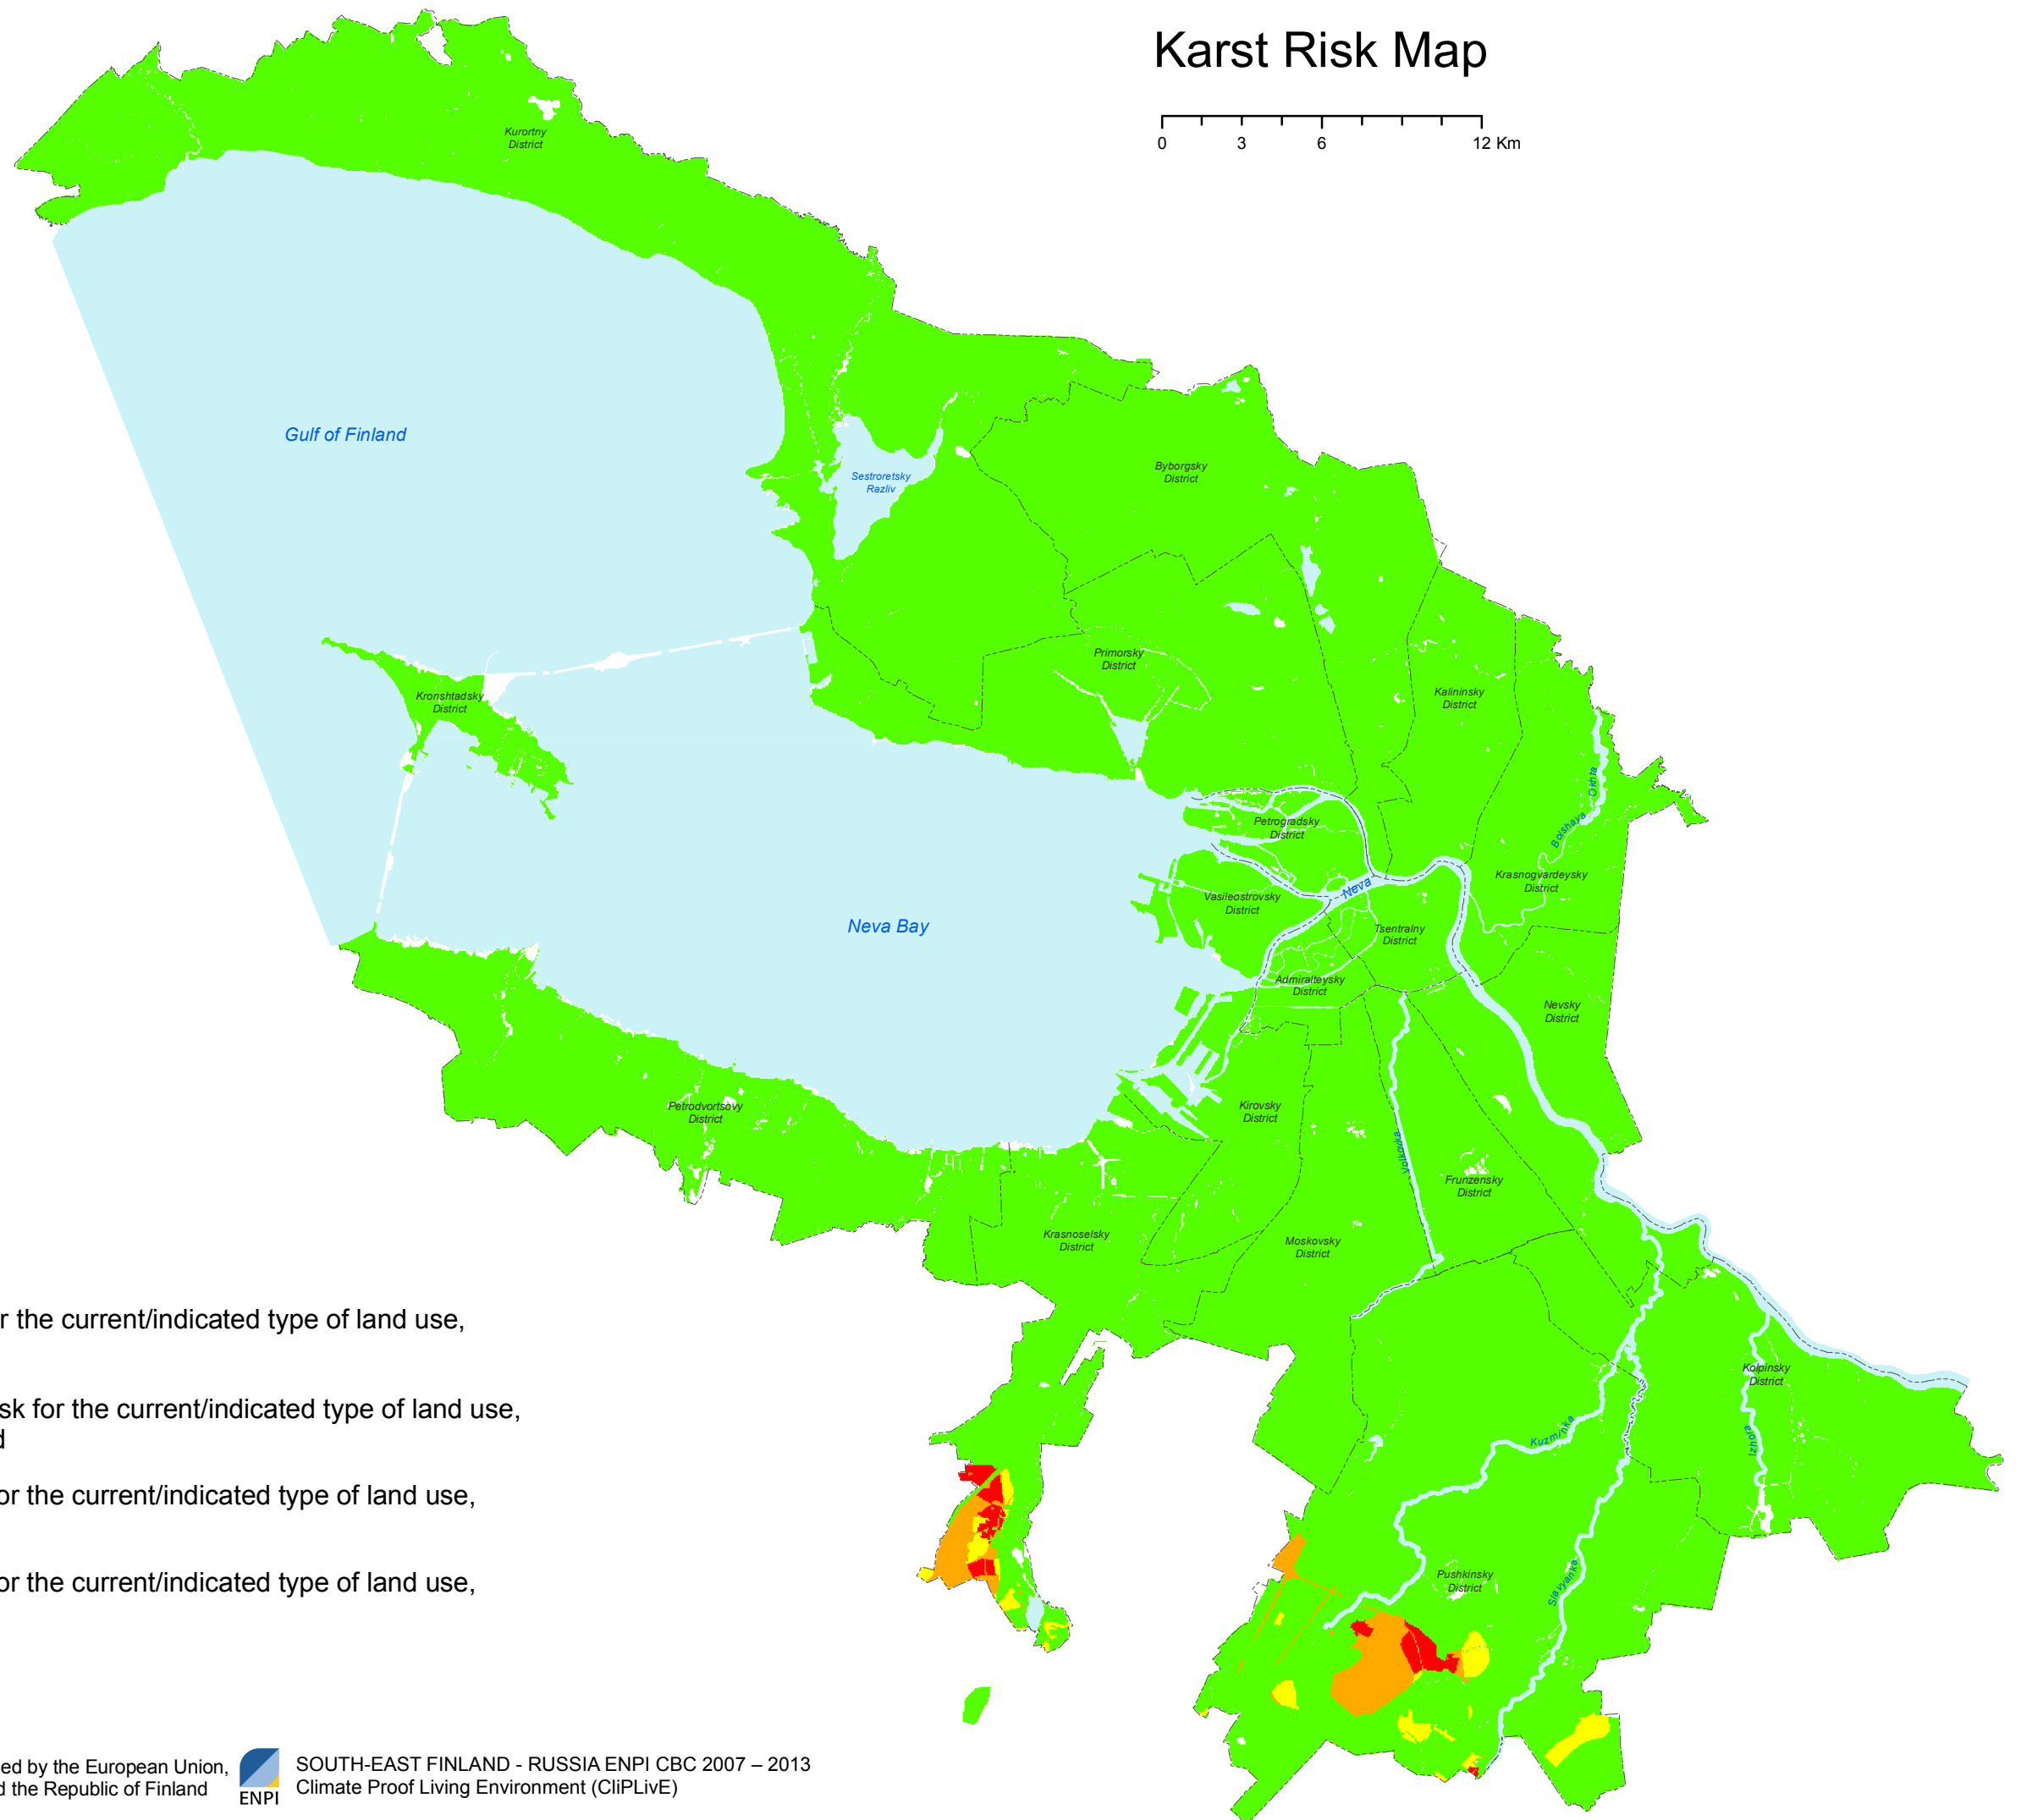 Karst Risk Map
0 3 6 12 Km
Kurortny
District
Gulf of Finland
Sestroretsky
Razliv
Byborgsky
District
Primorsky
District
Kronshtadsky
District
Kalininsky
District
Okhta
Bolshaya
Petrogradsky
District
Krasnogvardeysky
District
Neva
Vasileostrovsky
District
Neva Bay
Tsentralny
District
Admiralteysky
District
Nevsky
District
Petrodvortsovy
District
Kirovsky
District
Volkovka
Frunzensky
District
Krasnoselsky
District
Moskovsky
District
r the current/indicated type of land use,
Kolpinsky
District
sk for the current/indicated type of land use,
d
Kuzminka
Izhora
or the current/indicated type of land use,
Pushkinsky
District
Slavyanka
or the current/indicated type of land use,
ed by the European Union,
d the Republic of Finland
ENPI
SOUTH-EAST FINLAND - RUSSIA ENPI CBC 2007 – 2013
Climate Proof Living Environment (CliPLivE)